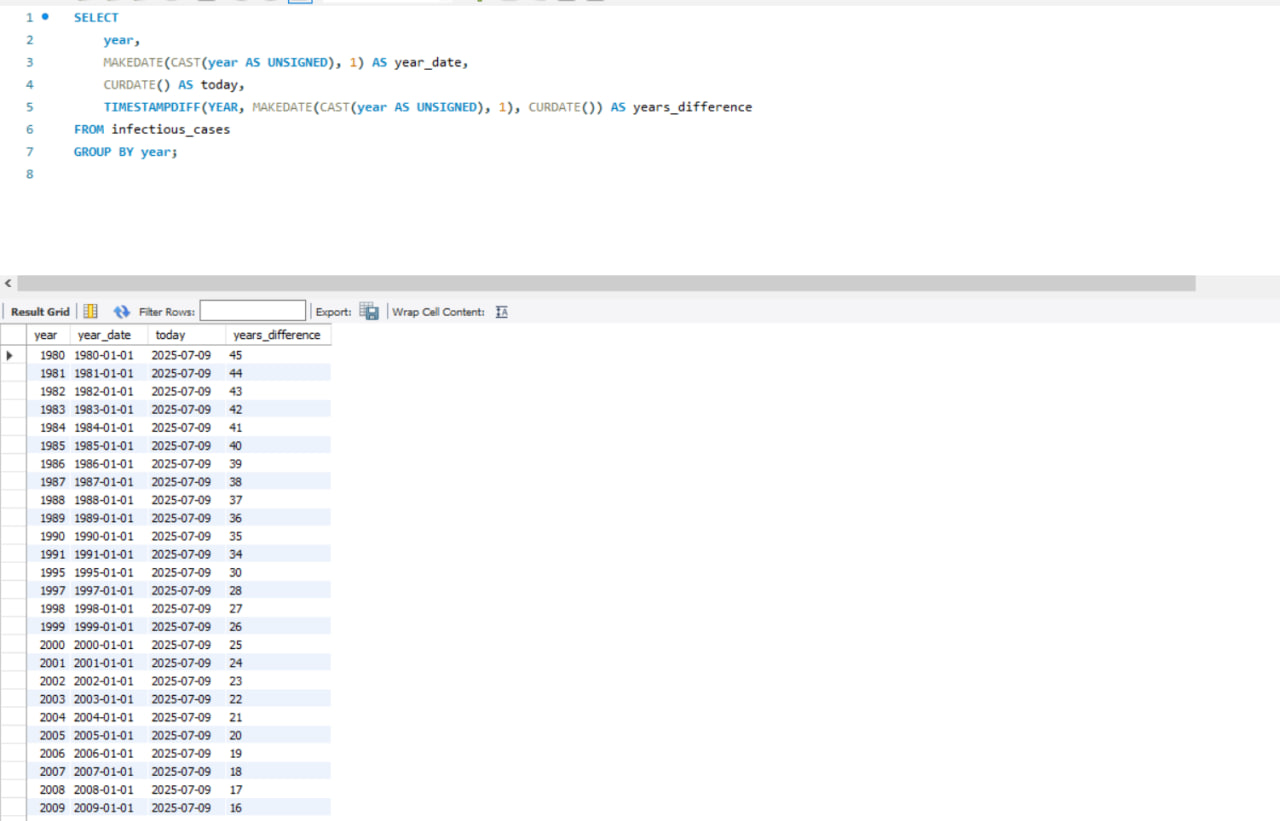 1 SELECT
2 year,
3 MAKEDATE(CAST(year AS UNSIGNED), 1) AS year_date,
4 CURDATE() AS today,
5 TIMESTAMPDIFF(YEAR, MAKEDATE(CAST(year AS UNSIGNED), 1), CURDATE()) AS years_difference
6 FROM infectious_cases
7 GROUP BY year;
8
Result Grid Filter Rows: Export: Wrap Cell Content:
year year_date today years_difference
1980 1980-01-01 2025-07-09 45
1981 1981-01-01 2025-07-09 44
1982 1982-01-01 2025-07-09 43
1983 1983-01-01 2025-07-09 42
1984 1984-01-01 2025-07-09 41
1985 1985-01-01 2025-07-09 40
1986 1986-01-01 2025-07-09 39
1987 1987-01-01 2025-07-09 38
1988 1988-01-01 2025-07-09 37
1989 1989-01-01 2025-07-09 36
1990 1990-01-01 2025-07-09 35
1991 1991-01-01 2025-07-09 34
1995 1995-01-01 2025-07-09 30
1997 1997-01-01 2025-07-09 28
1998 1998-01-01 2025-07-09 27
1999 1999-01-01 2025-07-09 26
2000 2000-01-01 2025-07-09 25
2001 2001-01-01 2025-07-09 24
2002 2002-01-01 2025-07-09 23
2003 2003-01-01 2025-07-09 22
2004 2004-01-01 2025-07-09 21
2005 2005-01-01 2025-07-09 20
2006 2006-01-01 2025-07-09 19
2007 2007-01-01 2025-07-09 18
2008 2008-01-01 2025-07-09 17
2009 2009-01-01 2025-07-09 16